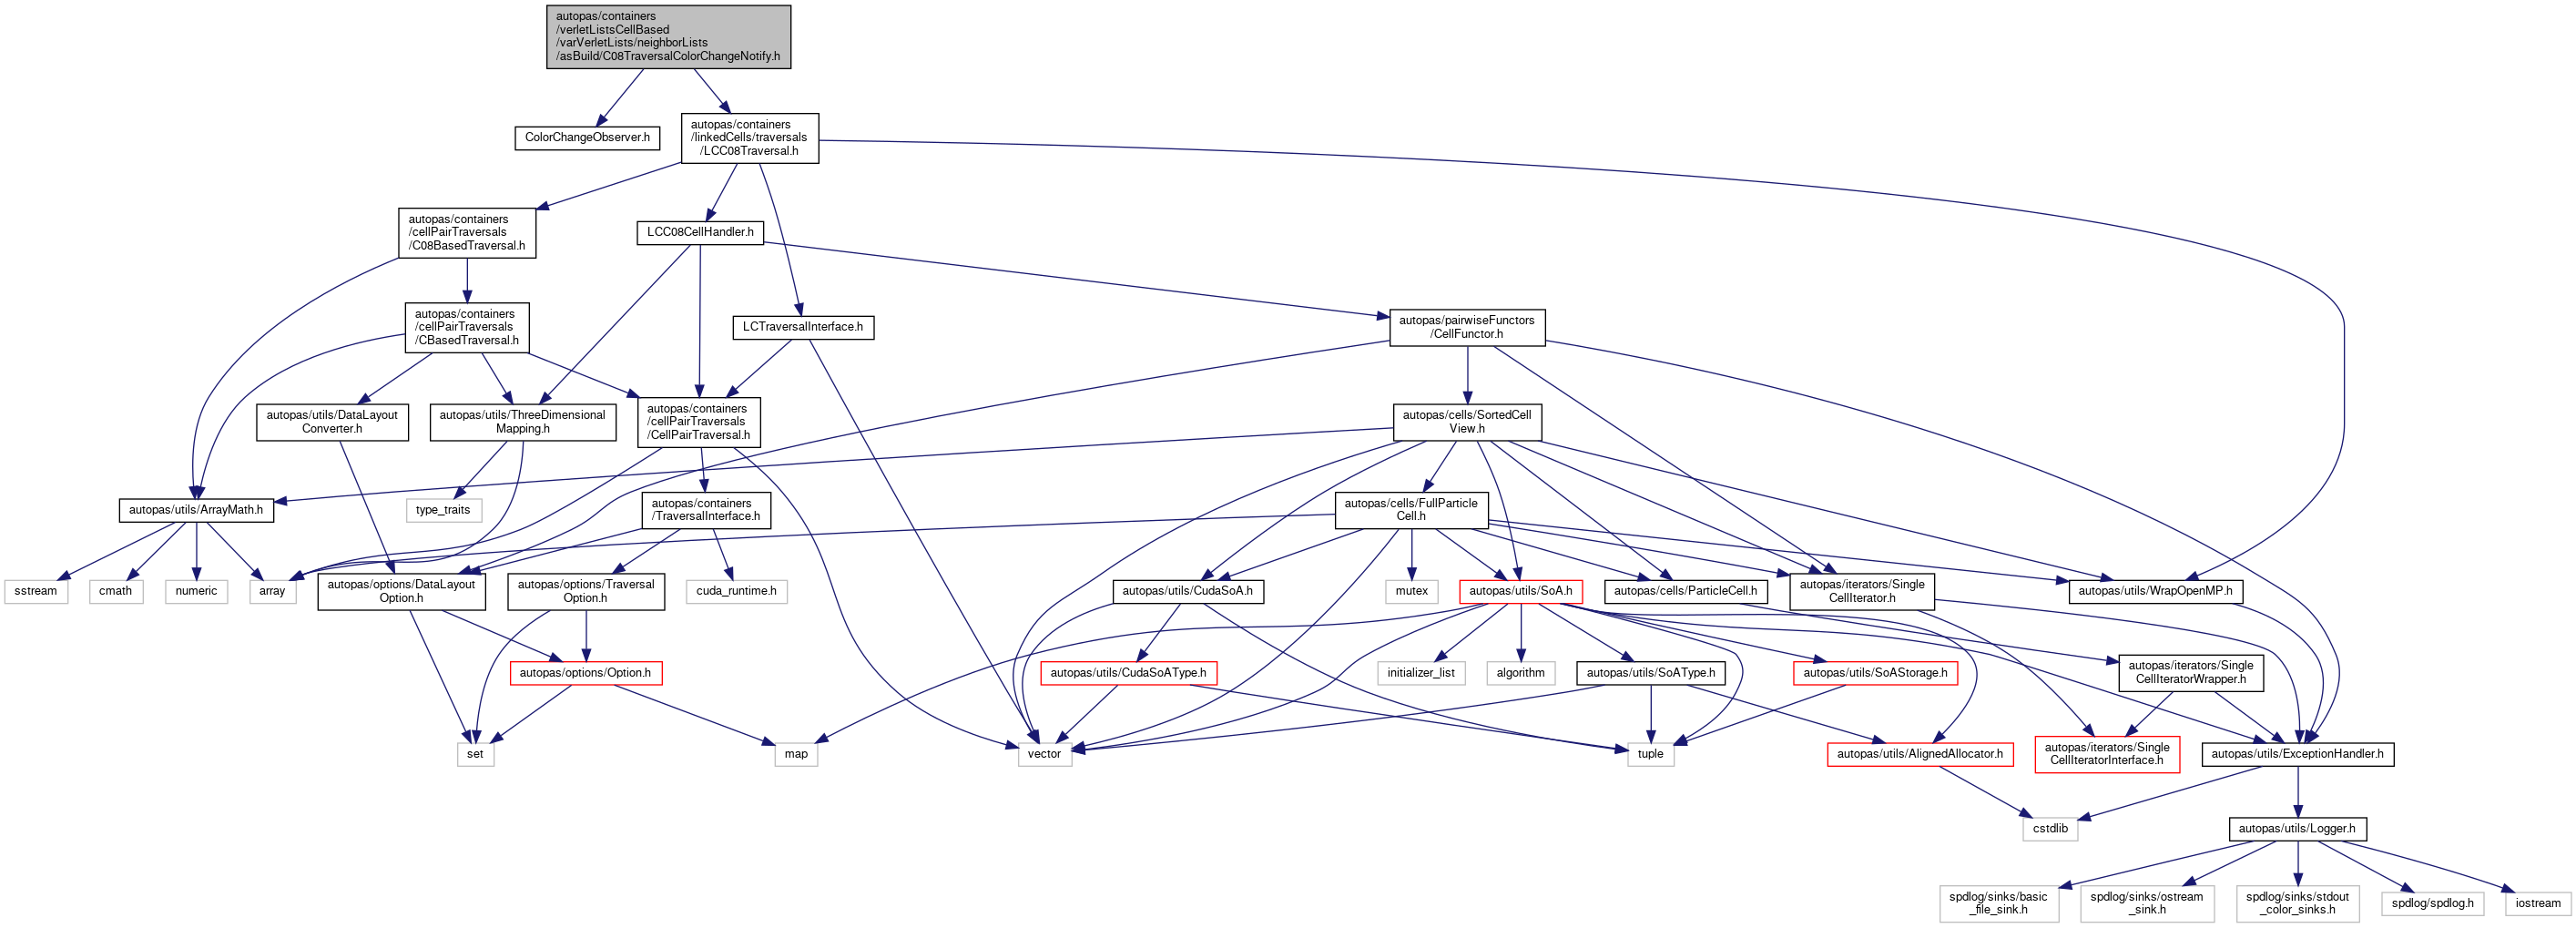 autopas/containers
/verletListsCellBased
/varVerletLists/neighborLists
/asBuild/C08TraversalColorChangeNotify.h
ColorChangeObserver.h
autopas/containers
/linkedCells/traversals
/LCC08Traversal.h
autopas/containers
/cellPairTraversals
/C08BasedTraversal.h
LCC08CellHandler.h
autopas/containers
/cellPairTraversals
/CBasedTraversal.h
LCTraversalInterface.h
autopas/pairwiseFunctors
/CellFunctor.h
autopas/utils/DataLayout
Converter.h
autopas/utils/ThreeDimensional
Mapping.h
autopas/containers
/cellPairTraversals
/CellPairTraversal.h
autopas/cells/SortedCell
View.h
autopas/utils/ArrayMath.h
type_traits
autopas/containers
/TraversalInterface.h
autopas/cells/FullParticle
Cell.h
sstream
cmath
numeric
array
autopas/options/DataLayout
Option.h
autopas/options/Traversal
Option.h
cuda_runtime.h
autopas/utils/CudaSoA.h
mutex
autopas/utils/SoA.h
autopas/cells/ParticleCell.h
autopas/iterators/Single
CellIterator.h
autopas/utils/WrapOpenMP.h
autopas/options/Option.h
autopas/utils/CudaSoAType.h
initializer_list
algorithm
autopas/utils/SoAType.h
autopas/utils/SoAStorage.h
autopas/iterators/Single
CellIteratorWrapper.h
set
map
vector
tuple
autopas/utils/AlignedAllocator.h
autopas/iterators/Single
CellIteratorInterface.h
autopas/utils/ExceptionHandler.h
cstdlib
autopas/utils/Logger.h
spdlog/sinks/basic
_file_sink.h
spdlog/sinks/ostream
_sink.h
spdlog/sinks/stdout
_color_sinks.h
spdlog/spdlog.h
iostream